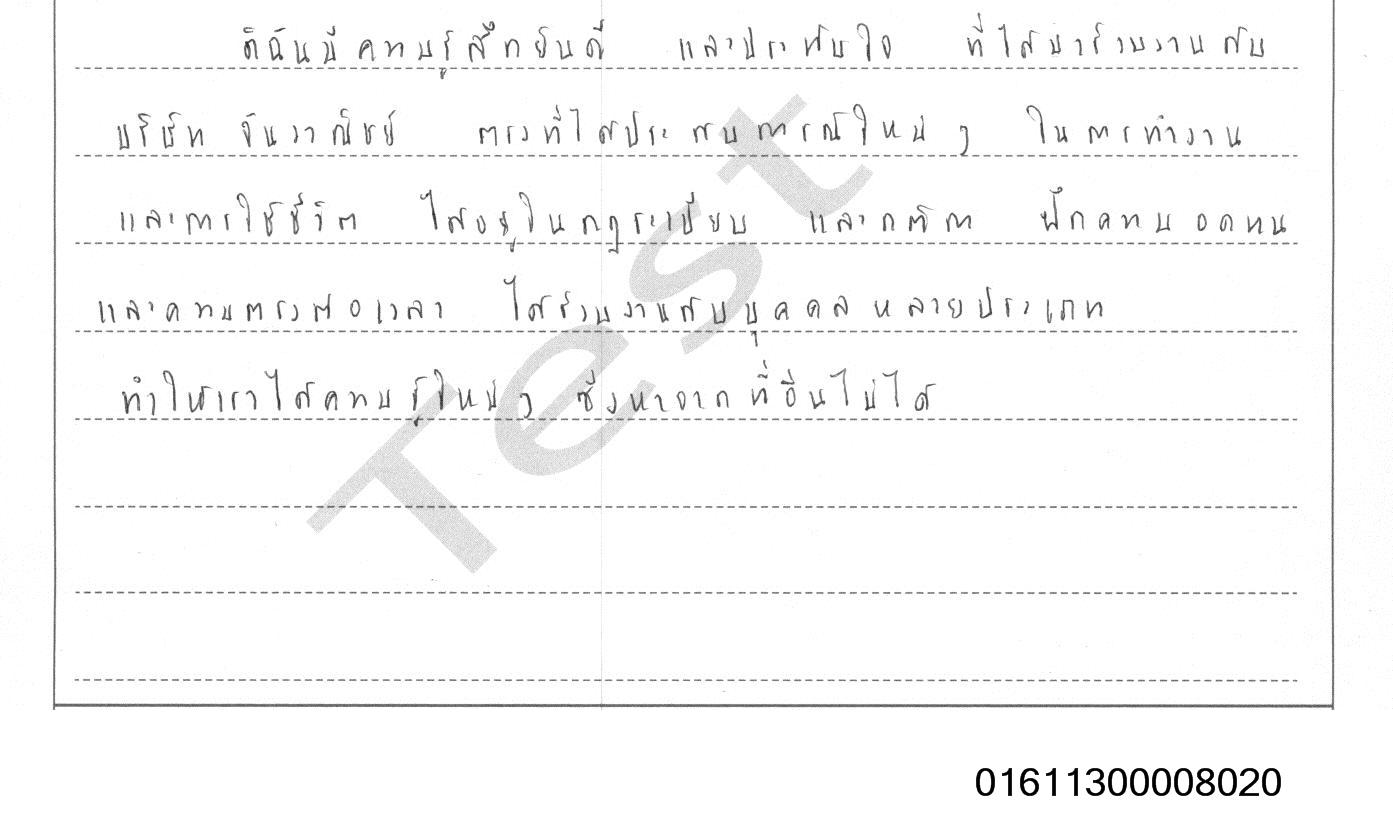 ดิฉันมีความรู้สึกยินดี และประทับใจ ที่ได้มาร่วมงานกับ
บริษัท จันวาณิชย์ ตรงที่ได้ประสบการณ์ใหม่ ๆ ในการทำงาน
และการใช้ชีวิต ได้อยู่ในกฎระเบียบ และกติกา ฝึกความอดทน
และความตรงต่อเวลา ได้ร่วมงานกับบุคคลหลายประเภท
ทำให้เราได้ความรู้ใหม่ ๆ ซึ่งหาจากที่อื่นไม่ได้
Test
01611300008020